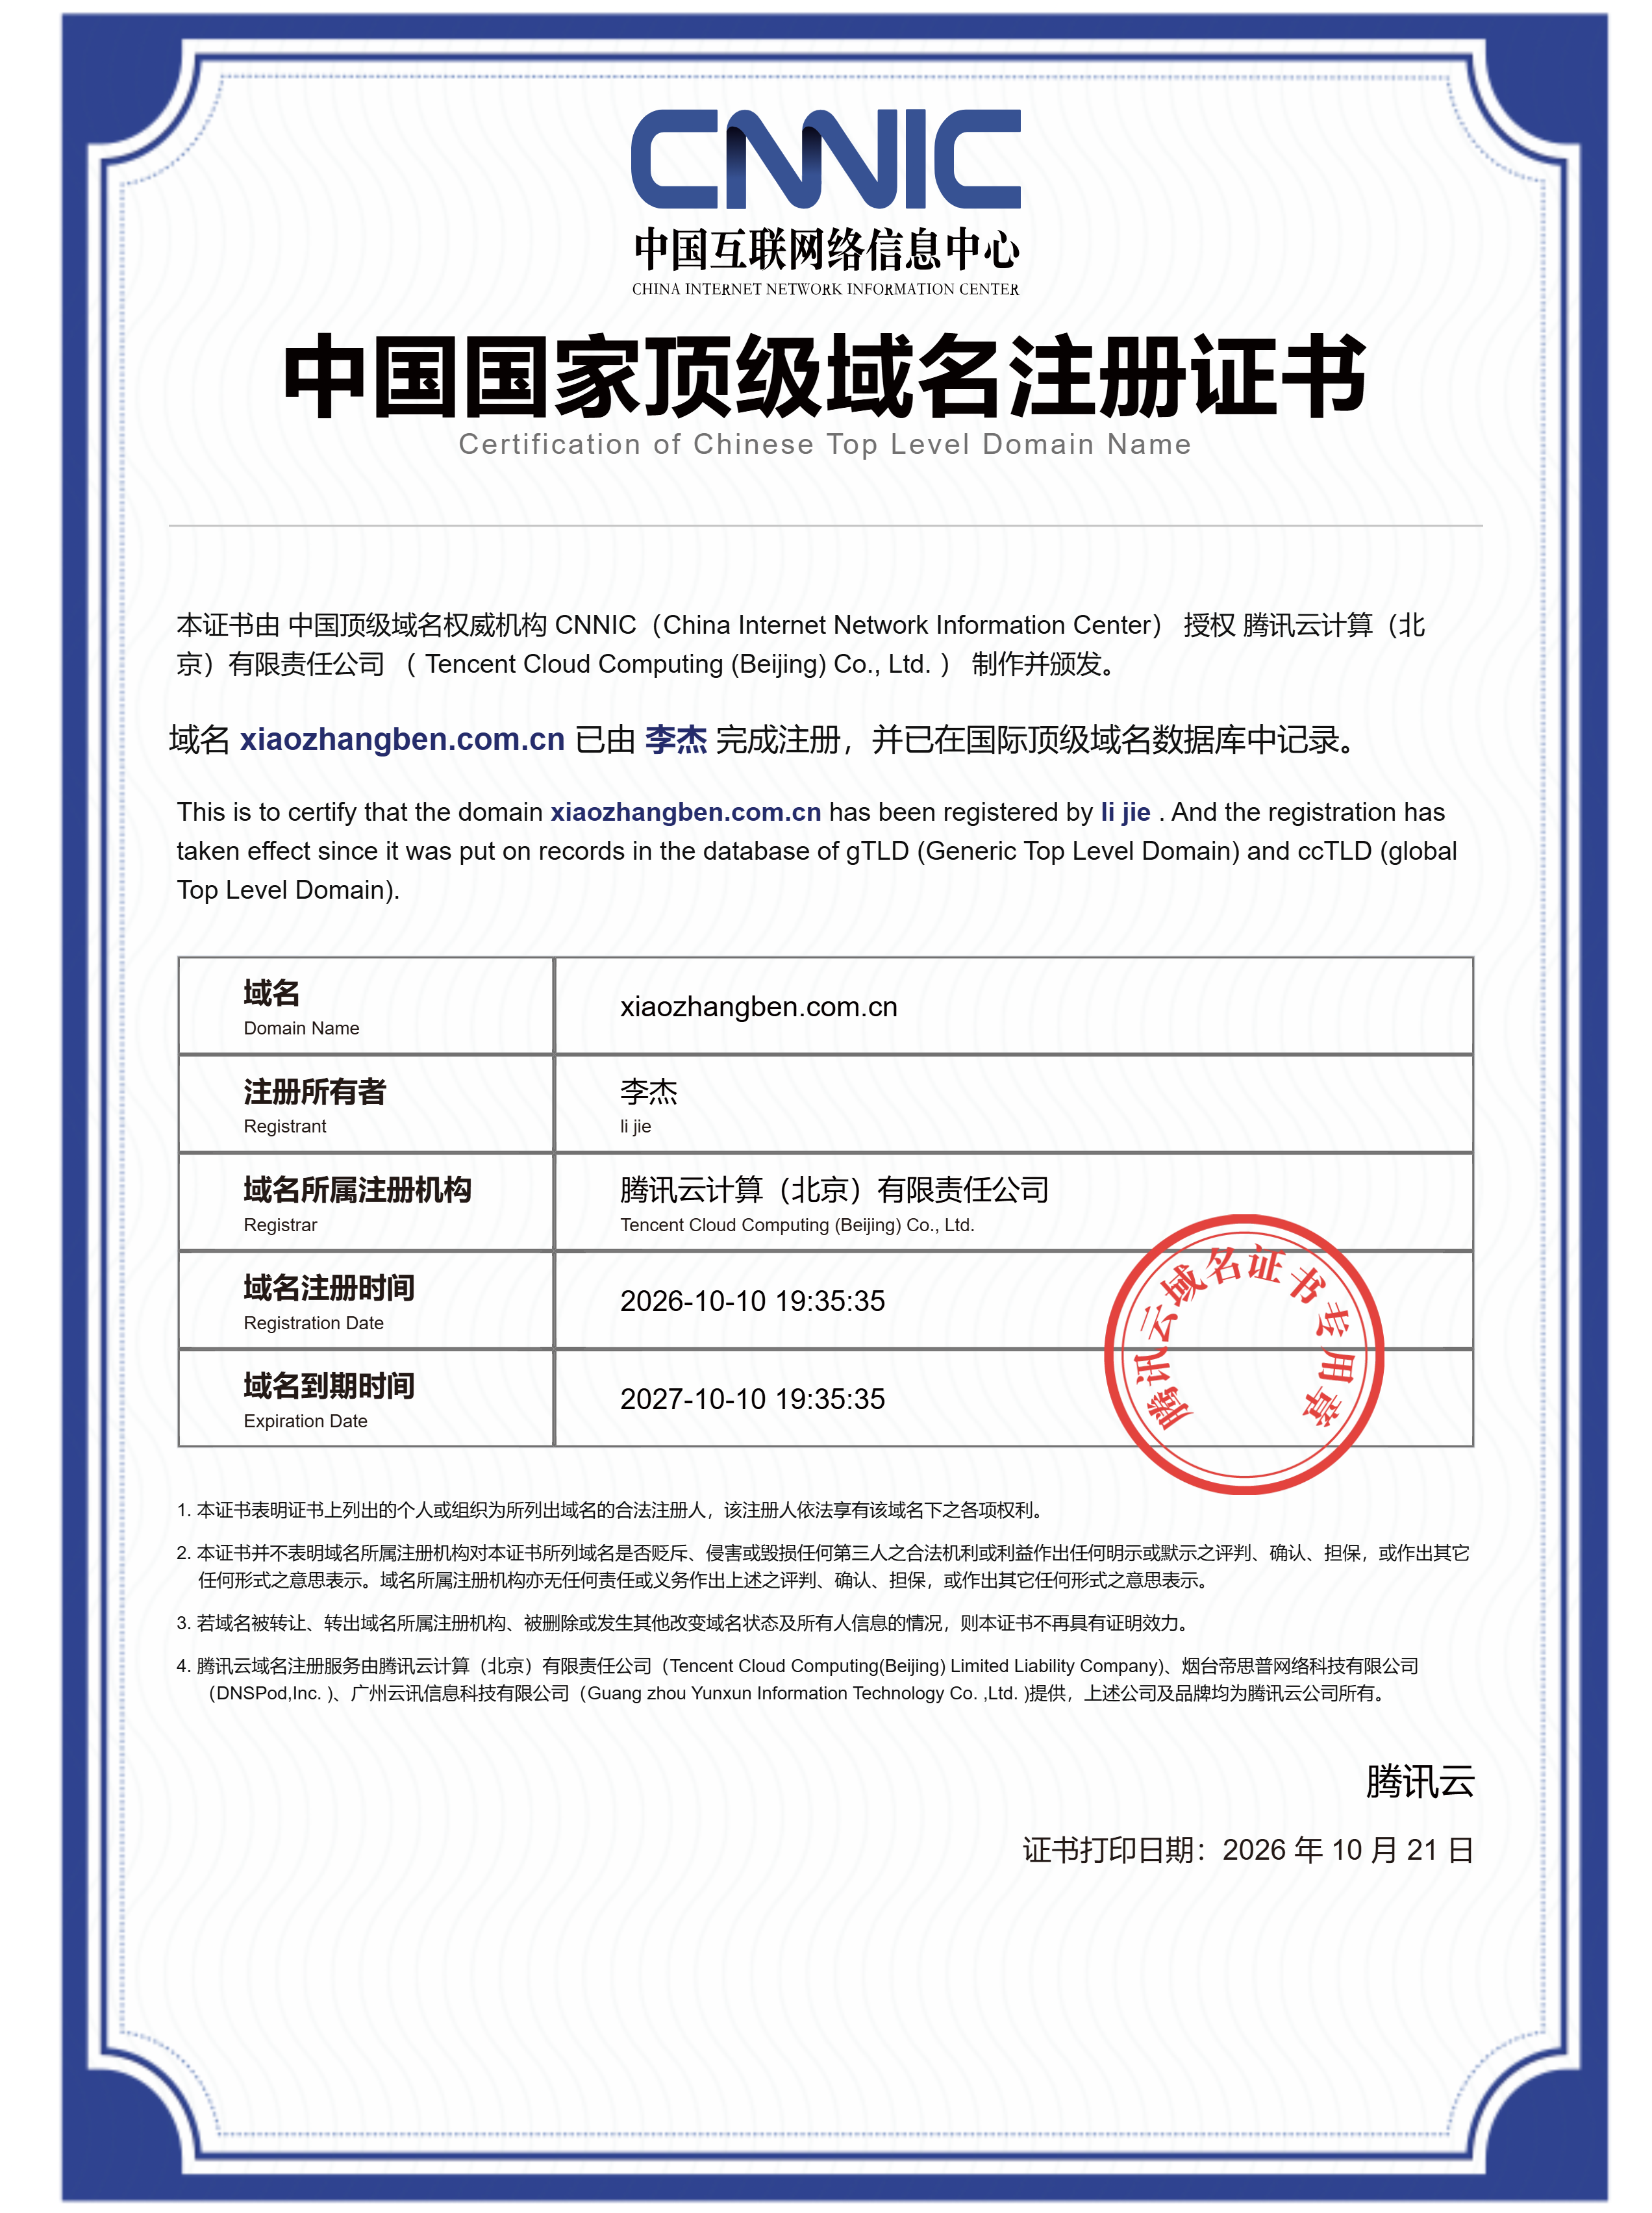 CNNIC
中国互联网络信息中心
CHINA INTERNET NETWORK INFORMATION CENTER
中国国家顶级域名注册证书
Certification of Chinese Top Level Domain Name
本证书由 中国顶级域名权威机构 CNNIC（China Internet Network Information Center） 授权 腾讯云计算（北
京）有限责任公司 （ Tencent Cloud Computing (Beijing) Co., Ltd. ） 制作并颁发。
域名 xiaozhangben.com.cn 已由 李杰 完成注册，并已在国际顶级域名数据库中记录。
This is to certify that the domain xiaozhangben.com.cn has been registered by li jie . And the registration has
taken effect since it was put on records in the database of gTLD (Generic Top Level Domain) and ccTLD (global
Top Level Domain).
域名
Domain Name
xiaozhangben.com.cn
注册所有者
Registrant
李杰
li jie
域名所属注册机构
Registrar
腾讯云计算（北京）有限责任公司
Tencent Cloud Computing (Beijing) Co., Ltd.
域名注册时间
Registration Date
2026-10-10 19:35:35
域名到期时间
Expiration Date
2027-10-10 19:35:35
腾讯云域名证书专用章
1. 本证书表明证书上列出的个人或组织为所列出域名的合法注册人，该注册人依法享有该域名下之各项权利。
2. 本证书并不表明域名所属注册机构对本证书所列域名是否贬斥、侵害或毁损任何第三人之合法机利或利益作出任何明示或默示之评判、确认、担保，或作出其它
任何形式之意思表示。域名所属注册机构亦无任何责任或义务作出上述之评判、确认、担保，或作出其它任何形式之意思表示。
3. 若域名被转让、转出域名所属注册机构、被删除或发生其他改变域名状态及所有人信息的情况，则本证书不再具有证明效力。
4. 腾讯云域名注册服务由腾讯云计算（北京）有限责任公司（Tencent Cloud Computing(Beijing) Limited Liability Company)、烟台帝思普网络科技有限公司
（DNSPod,Inc. )、广州云讯信息科技有限公司（Guang zhou Yunxun Information Technology Co. ,Ltd. )提供，上述公司及品牌均为腾讯云公司所有。
腾讯云
证书打印日期：2026 年 10 月 21 日